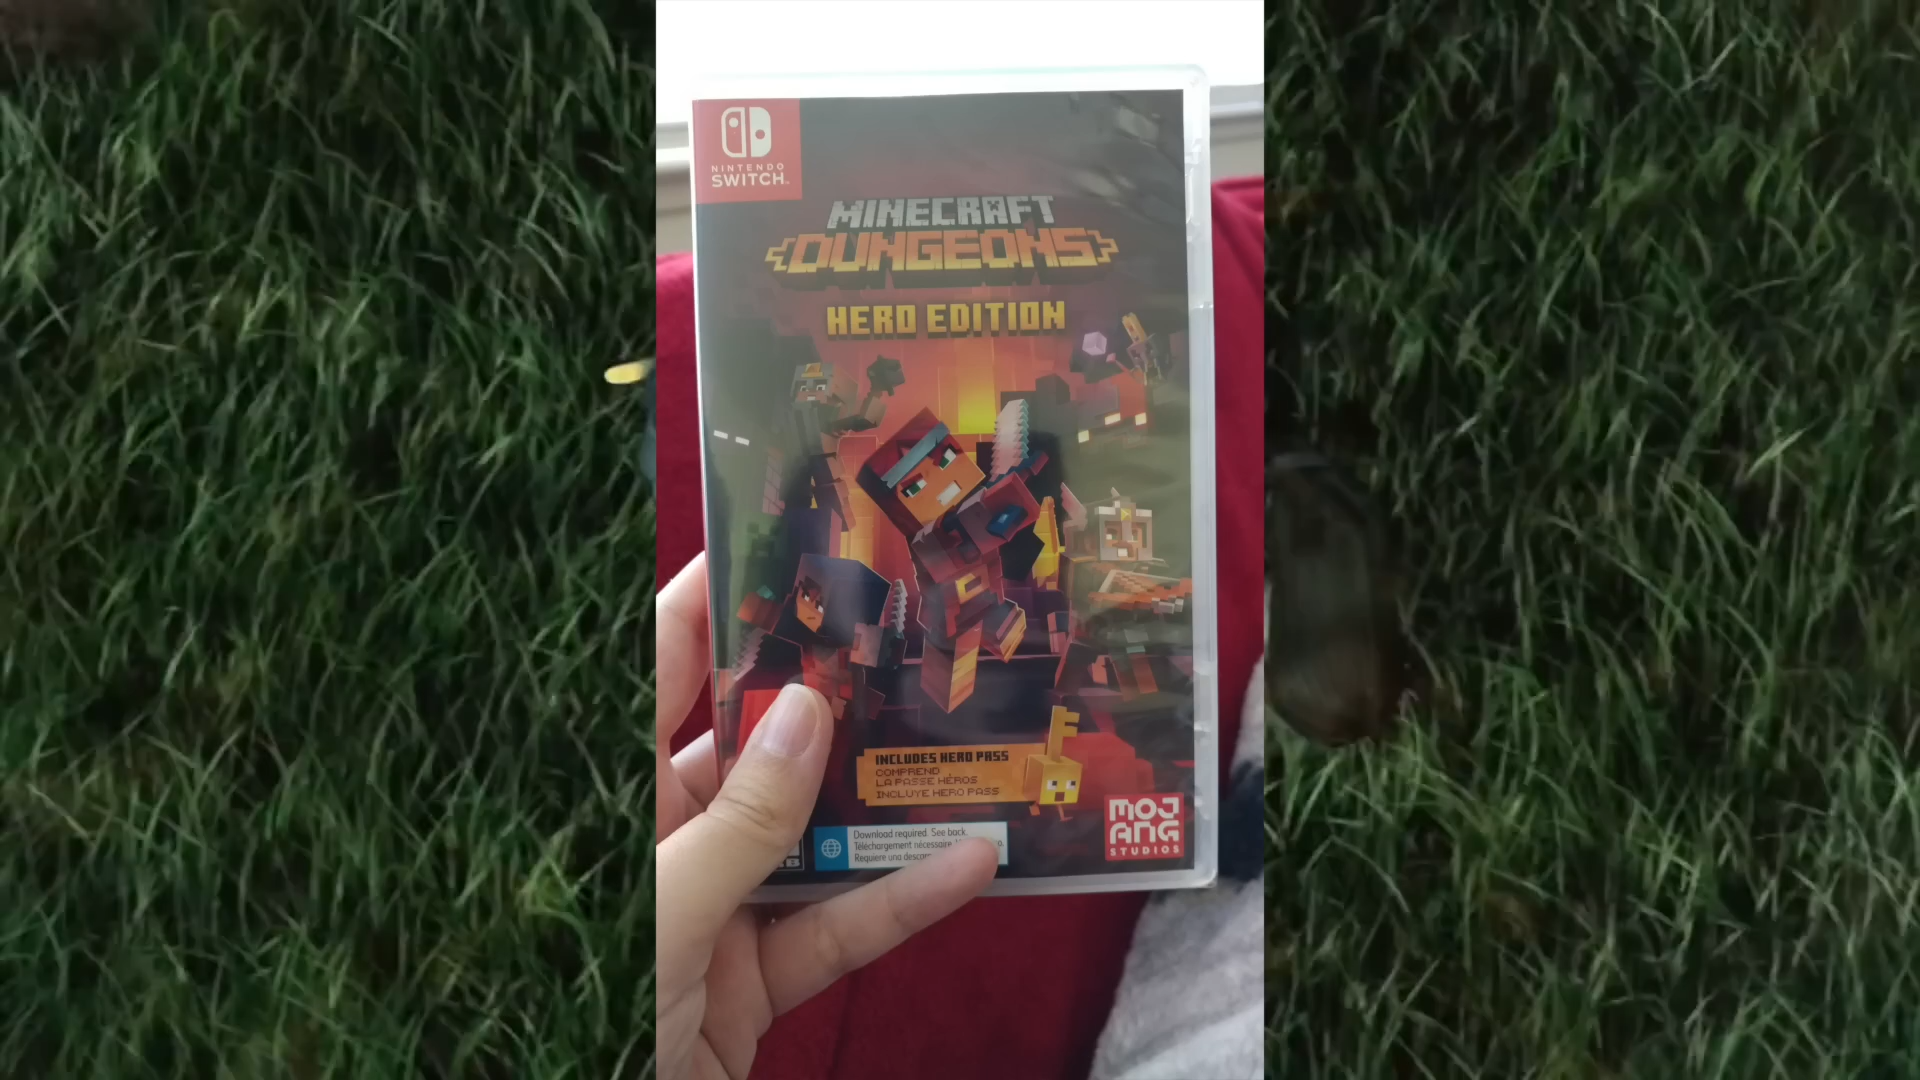 NINTENDO
SWITCH
MINECRAFT
DUNGEONS
HERO EDITION
INCLUDES HERO PASS
COMPREND
LA PASSE HÉROS
INCLUYE HERO PASS
Download required. See back.
Téléchargement nécessaire.
Requiere una
MOJ
ANG
STUDIOS